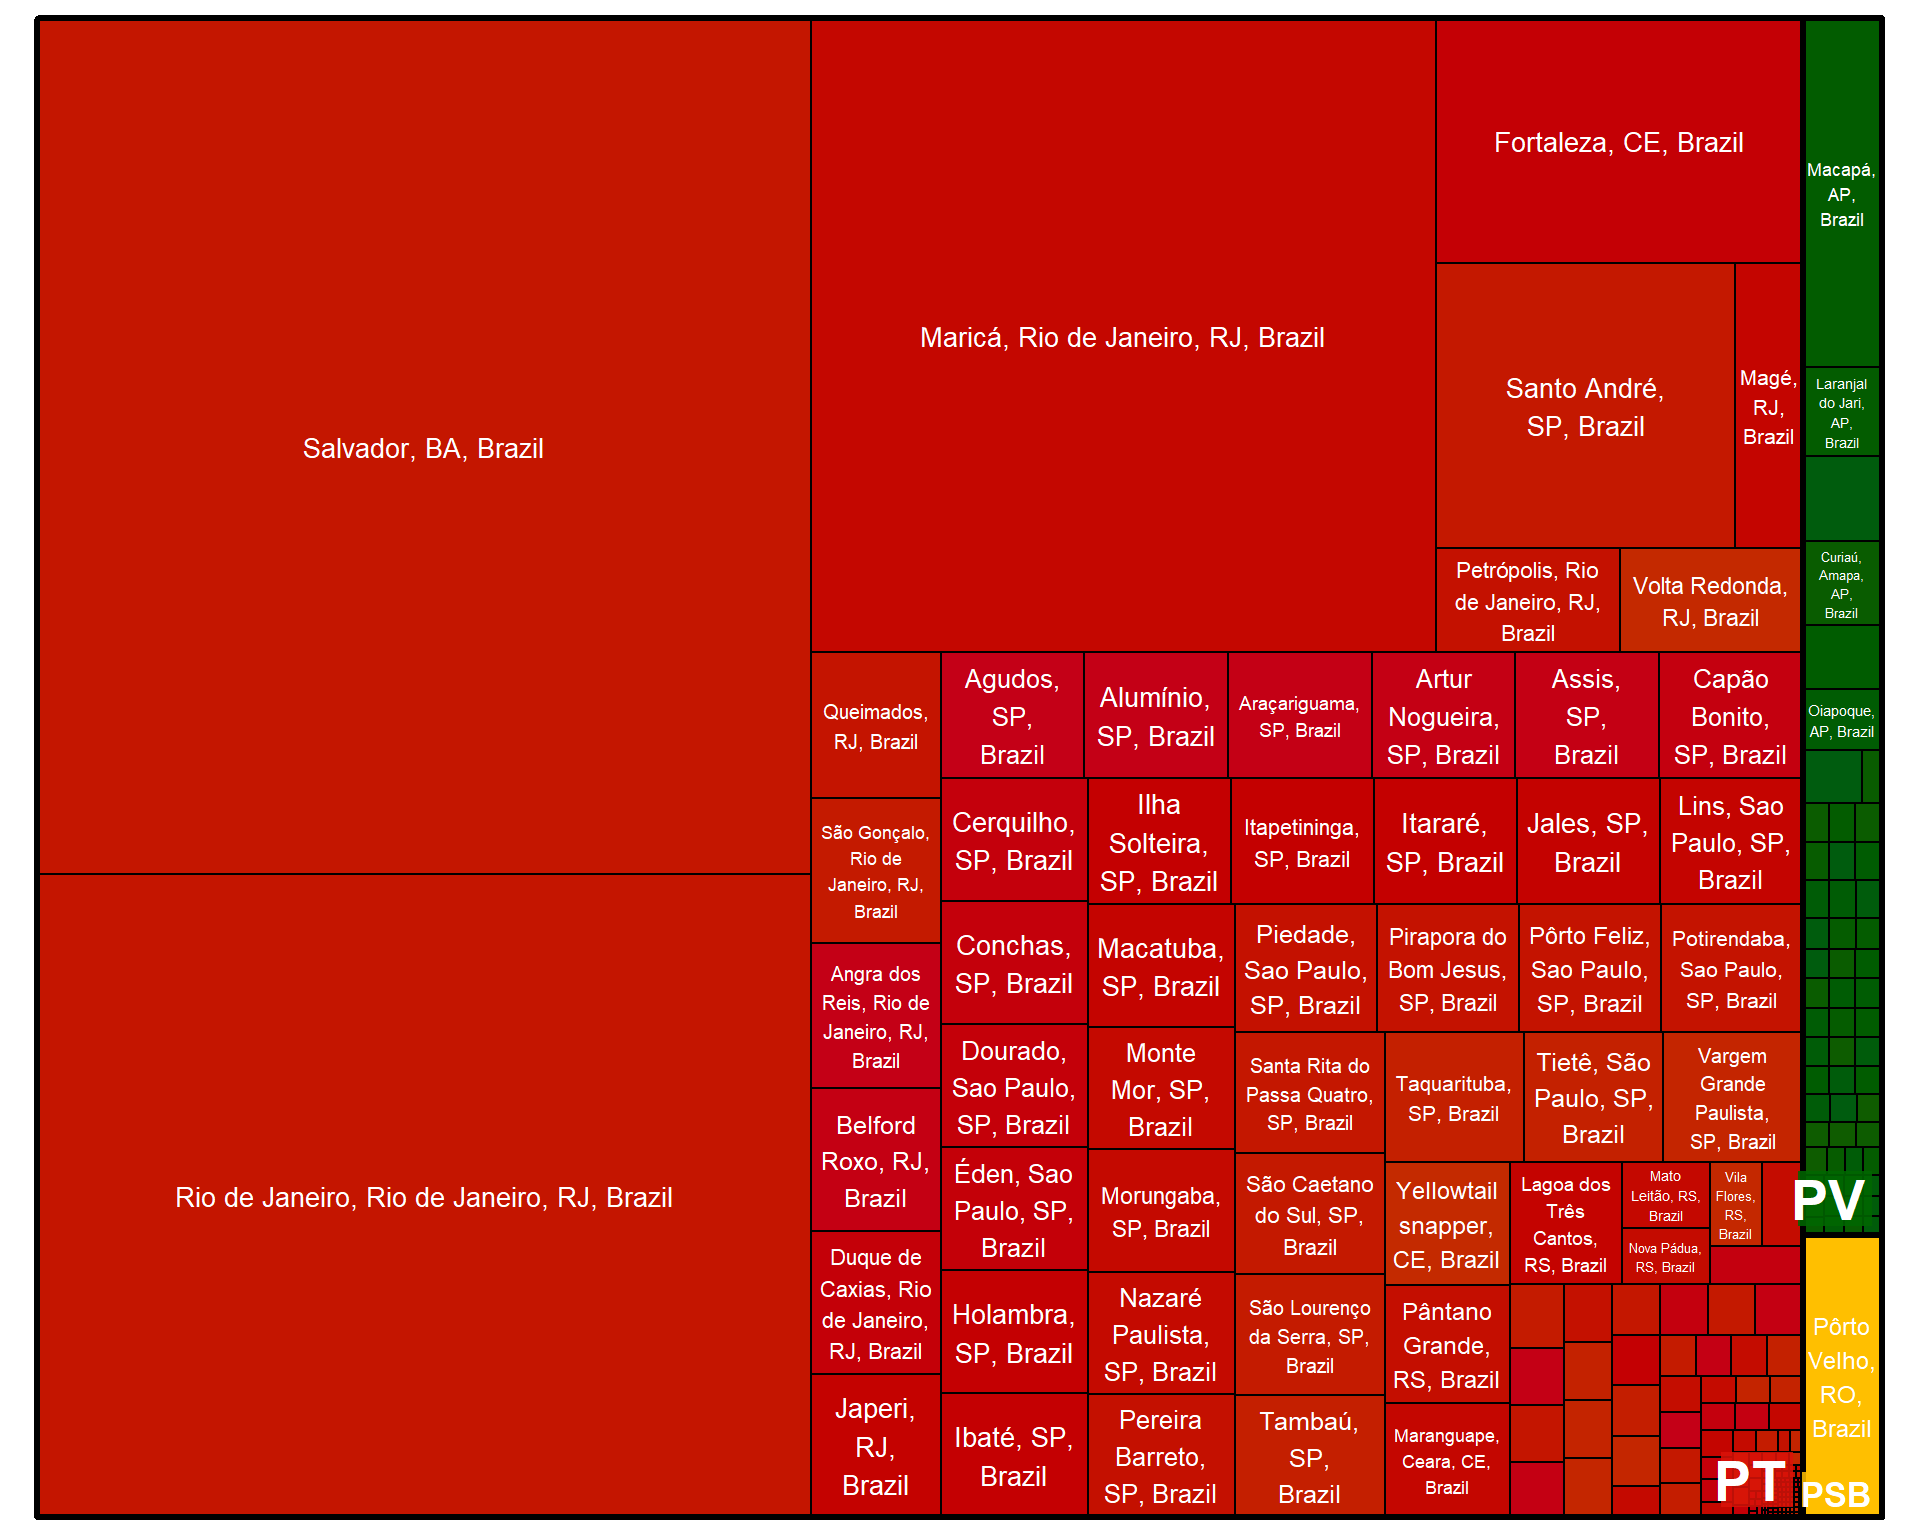 Salvador, BA, Brazil
Rio de Janeiro, Rio de Janeiro, RJ, Brazil
Maricá, Rio de Janeiro, RJ, Brazil
Fortaleza, CE, Brazil
Santo André,
SP, Brazil
Magé,
RJ,
Brazil
Petrópolis, Rio
de Janeiro, RJ,
Brazil
Volta Redonda,
RJ, Brazil
Queimados,
RJ, Brazil
São Gonçalo,
Rio de
Janeiro, RJ,
Brazil
Angra dos
Reis, Rio de
Janeiro, RJ,
Brazil
Belford
Roxo, RJ,
Brazil
Duque de
Caxias, Rio
de Janeiro,
RJ, Brazil
Japeri,
RJ,
Brazil
Agudos,
SP,
Brazil
Alumínio,
SP, Brazil
Araçariguama,
SP, Brazil
Artur
Nogueira,
SP, Brazil
Assis,
SP,
Brazil
Capão
Bonito,
SP, Brazil
Cerquilho,
SP, Brazil
Ilha
Solteira,
SP, Brazil
Itapetininga,
SP, Brazil
Itararé,
SP, Brazil
Jales, SP,
Brazil
Lins, Sao
Paulo, SP,
Brazil
Conchas,
SP, Brazil
Macatuba,
SP, Brazil
Piedade,
Sao Paulo,
SP, Brazil
Pirapora do
Bom Jesus,
SP, Brazil
Pôrto Feliz,
Sao Paulo,
SP, Brazil
Potirendaba,
Sao Paulo,
SP, Brazil
Dourado,
Sao Paulo,
SP, Brazil
Monte
Mor, SP,
Brazil
Santa Rita do
Passa Quatro,
SP, Brazil
Taquarituba,
SP, Brazil
Tietê, São
Paulo, SP,
Brazil
Vargem
Grande
Paulista,
SP, Brazil
Éden, Sao
Paulo, SP,
Brazil
Morungaba,
SP, Brazil
São Caetano
do Sul, SP,
Brazil
Yellowtail
snapper,
CE, Brazil
Lagoa dos
Três
Cantos,
RS, Brazil
Mato
Leitão, RS,
Brazil
Nova Pádua,
RS, Brazil
Vila
Flores,
RS,
Brazil
Holambra,
SP, Brazil
Nazaré
Paulista,
SP, Brazil
São Lourenço
da Serra, SP,
Brazil
Pântano
Grande,
RS, Brazil
Ibaté, SP,
Brazil
Pereira
Barreto,
SP, Brazil
Tambaú,
SP,
Brazil
Maranguape,
Ceara, CE,
Brazil
PT
Macapá,
AP,
Brazil
Laranjal
do Jari,
AP,
Brazil
Curiaú,
Amapa,
AP,
Brazil
Oiapoque,
AP, Brazil
PV
Pôrto
Velho,
RO,
Brazil
PSB